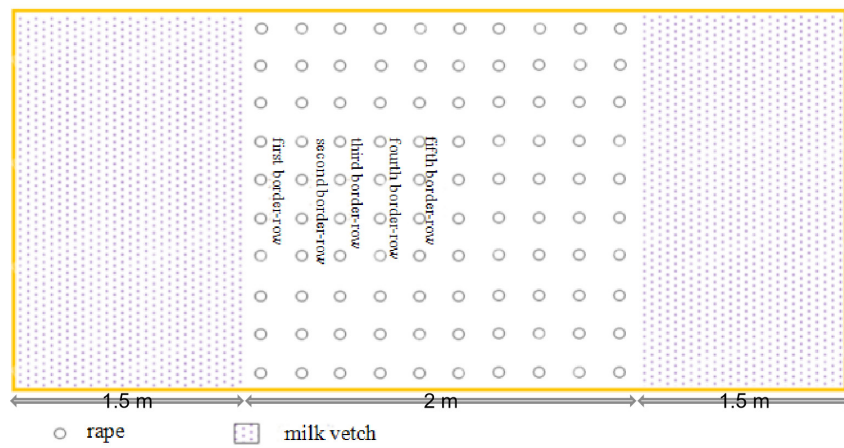 first border-row
second border-row
third border-row
fourth border-row
fifth border-row
1.5 m
2 m
1.5 m
rape
milk vetch